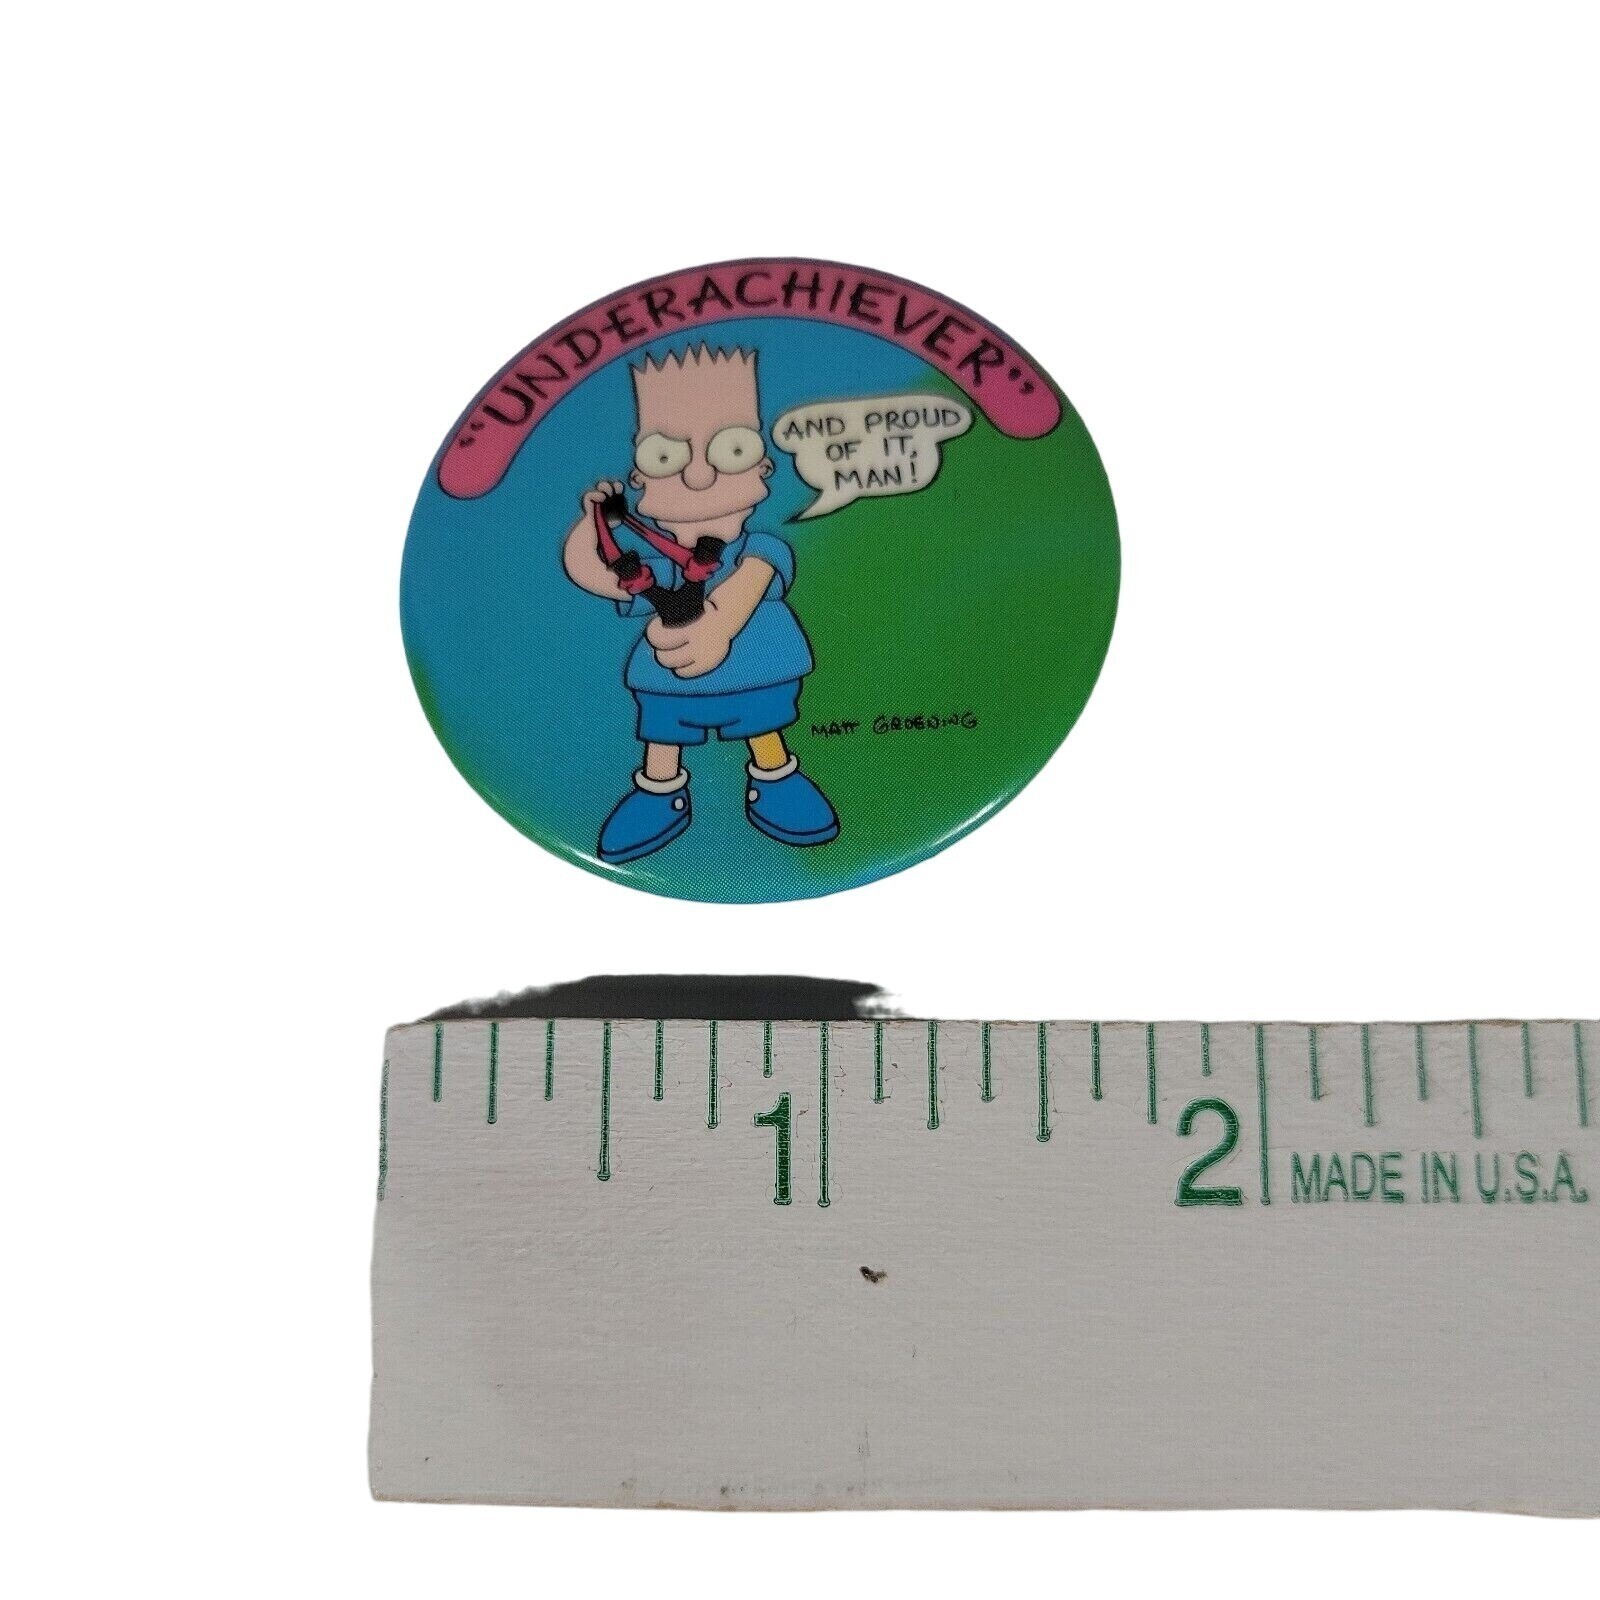 "UNDERACHIEVER"
AND PROUD
OF IT,
MAN!
MATT GROENING
1
2
MADE IN U.S.A.